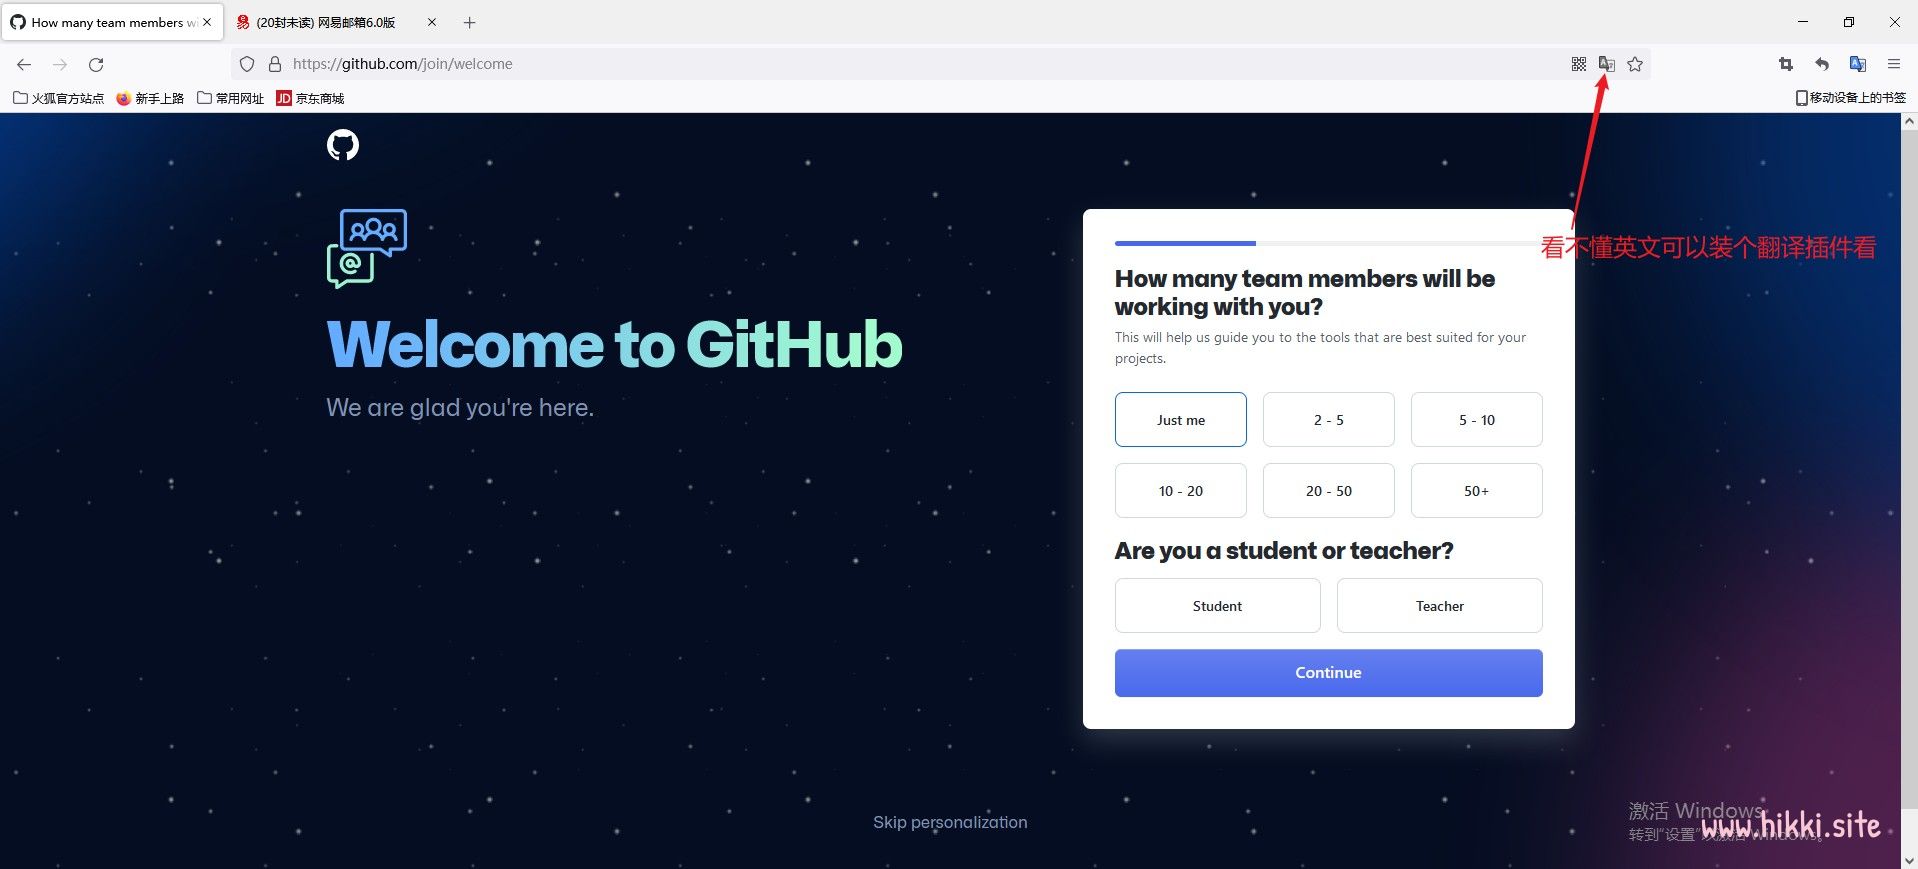 How many team members wi
(20封未读) 网易邮箱6.0版
https://github.com/join/welcome
火狐官方站点 新手上路 常用网址 JD 京东商城 移动设备上的书签
看不懂英文可以装个翻译插件看
Welcome to GitHub
We are glad you're here.
How many team members will be
working with you?
This will help us guide you to the tools that are best suited for your
projects.
Just me 2 - 5 5 - 10
10 - 20 20 - 50 50+
Are you a student or teacher?
Student Teacher
Continue
Skip personalization
激活 Windows
转到"设置"以激活 Windows。
www.hikki.site